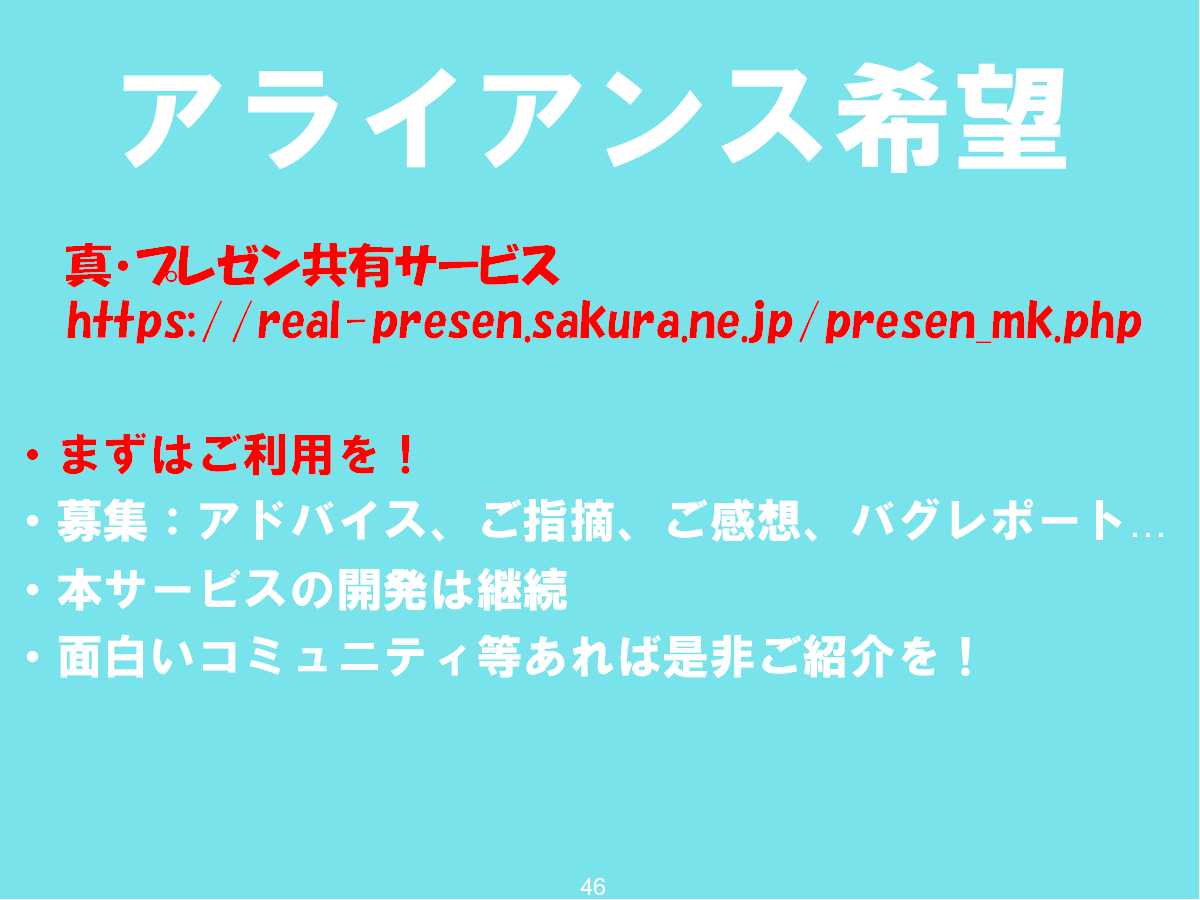 アライアンス希望
真・プレゼン共有サービス
https://real-presen.sakura.ne.jp/presen_mk.php
・まずはご利用を！
・募集：アドバイス、ご指摘、ご感想、バグレポート…
・本サービスの開発は継続
・面白いコミュニティ等あれば是非ご紹介を！
46